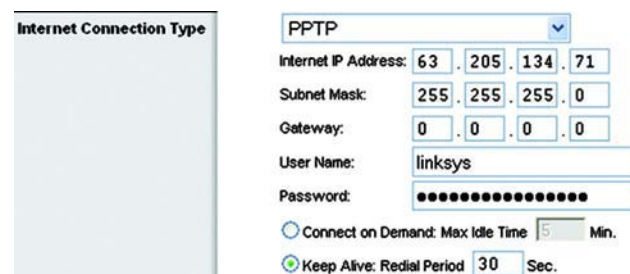 Internet Connection Type
PPTP
Internet IP Address: 63 . 205 . 134 . 71
Subnet Mask: 255 . 255 . 255 . 0
Gateway: 0 . 0 . 0 . 0
User Name: linksys
Password: ●●●●●●●●●●●●●●●●
Connect on Demand: Max Idle Time 5 Min.
Keep Alive: Redial Period 30 Sec.